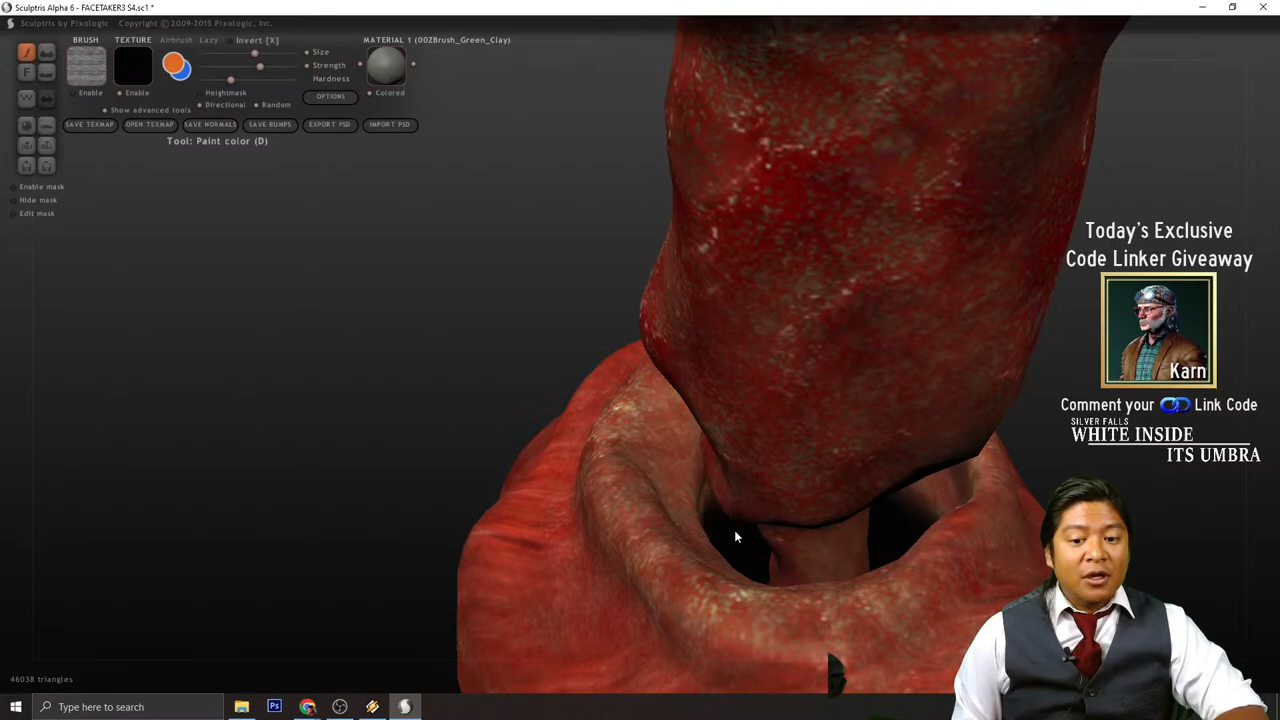 Sculptris Alpha 6 - FACETAKER3 S4.sc1 *
Sculptris by Pixologic Copyright © 2009-2015 Pixologic, Inc.
BRUSH
TEXTURE
Airbrush Lazy Invert [X]
MATERIAL 1 (00ZBrush_Green_Clay)
Size
Strength
Hardness
Enable
Enable
Heightmask
Colored
OPTIONS
Directional
Random
Show advanced tools
SAVE TEXMAP
OPEN TEXMAP
SAVE NORMALS
SAVE BUMPS
EXPORT PSD
IMPORT PSD
Tool: Paint color (D)
Enable mask
Hide mask
Edit mask
Today's Exclusive
Code Linker Giveaway
Karn
Comment your Link Code
SILVER FALLS
WHITE INSIDE
ITS UMBRA
46038 triangles
Type here to search